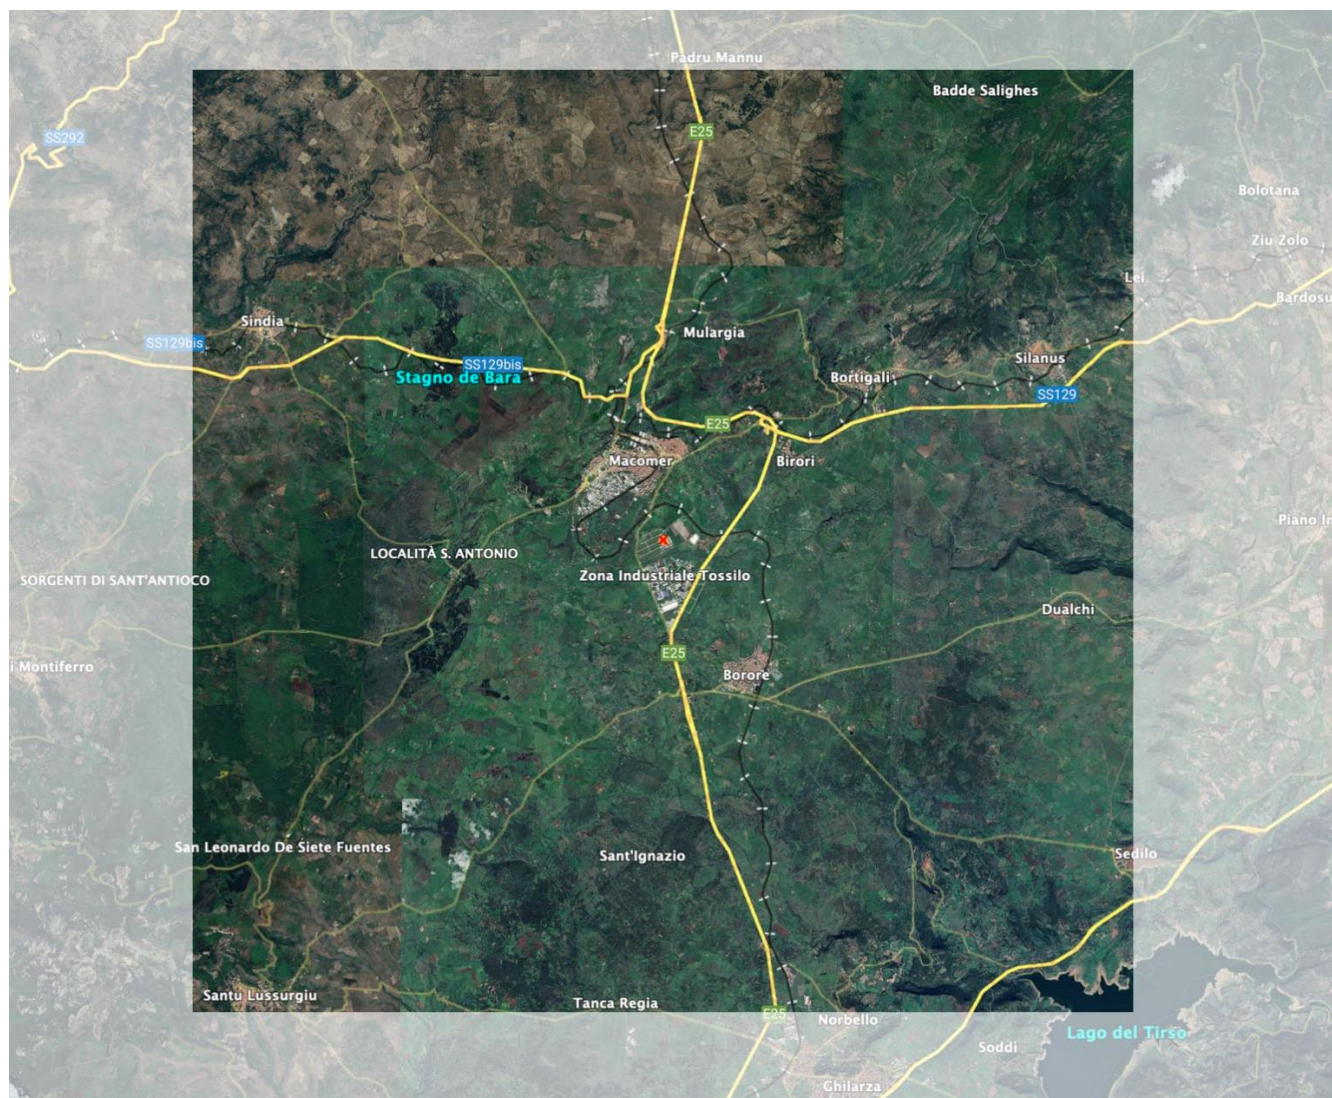 Padru Mannu
Badde Salighes
E25
SS292
Bolotana
Ziu Zolo
Lei
Bardosu
Sindia
SS129bis
Mulargia
SS129bis
Stagno de Bara
Silanus
Bortigali
SS129
E25
Macomer
Birori
Piano In
LOCALITÀ S. ANTONIO
SORGENTI DI SANT'ANTIOCO
Zona Industriale Tossilo
Dualchi
E25
i Montiferro
Borore
San Leonardo De Siete Fuentes
Sant'Ignazio
Sedilo
Santu Lussurgiu
Tanca Regia
E25
Norbello
Lago del Tirso
Soddi
Ghilarza